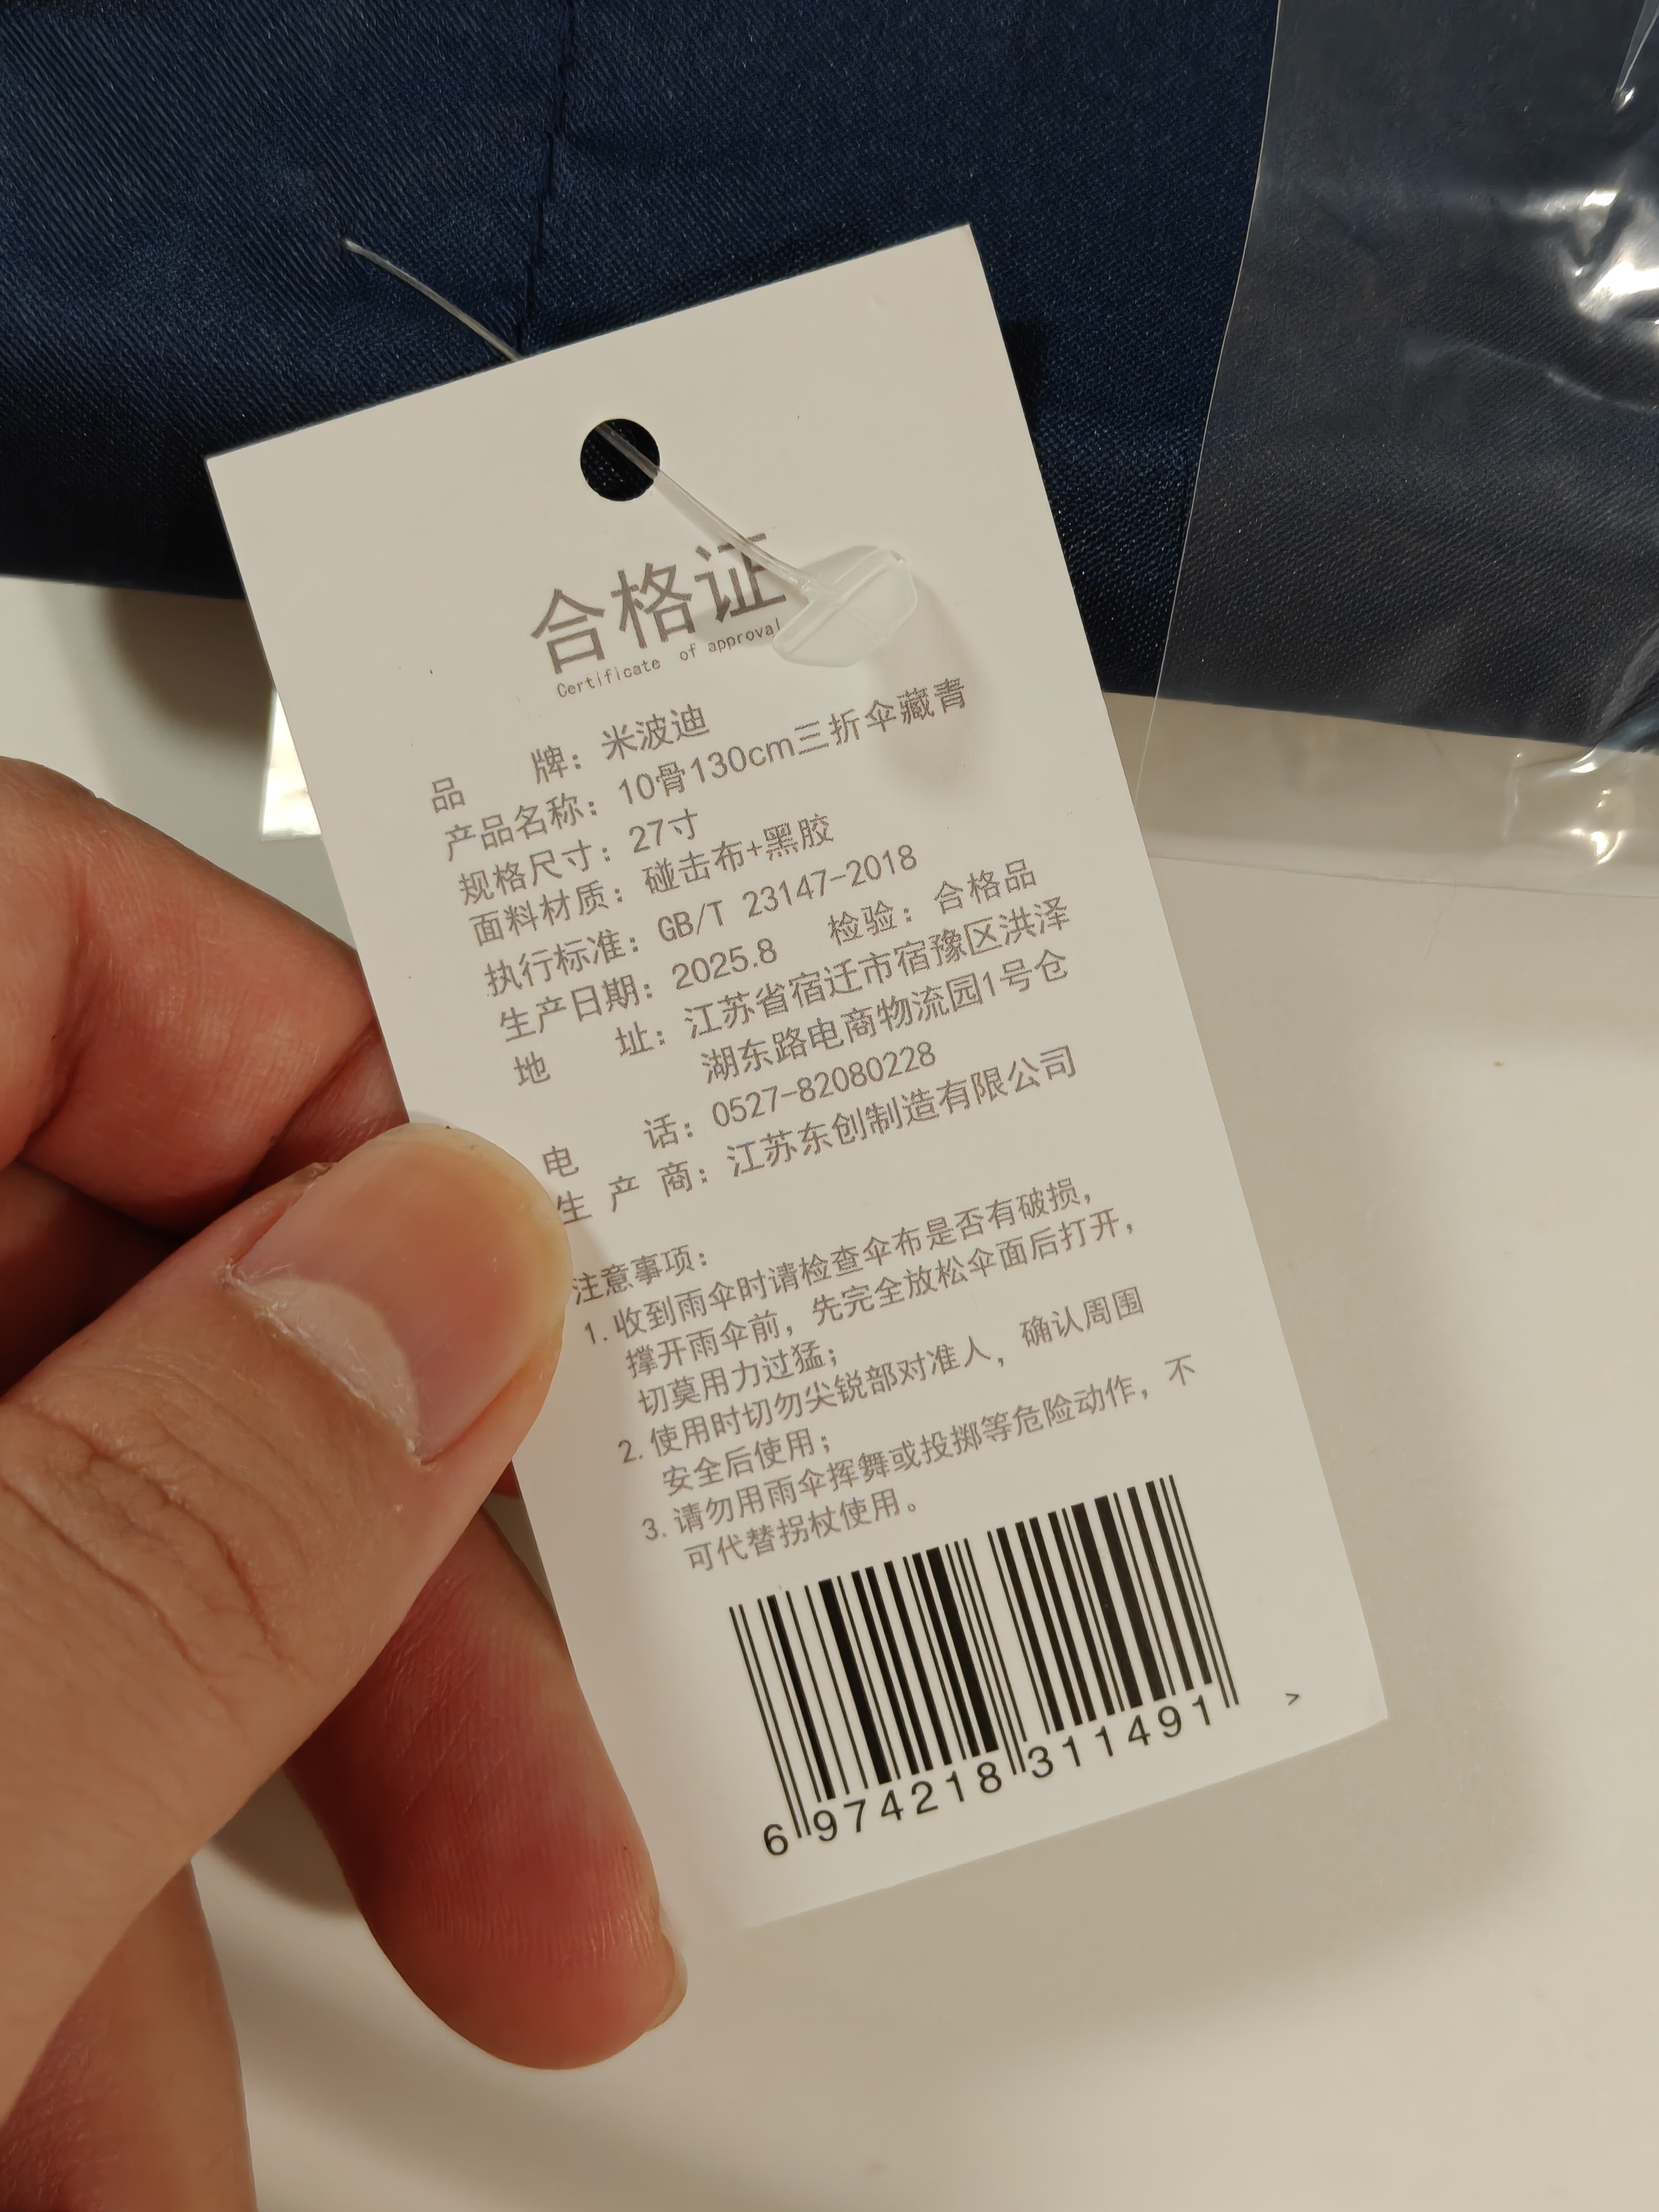 合格证
Certificate of approval
品 牌：米波迪
产品名称：10骨130cm三折伞藏青
规格尺寸：27寸
面料材质：碰击布+黑胶
执行标准：GB/T 23147-2018
生产日期：2025.8 检验：合格品
地 址：江苏省宿迁市宿豫区洪泽
湖东路电商物流园1号仓
电 话：0527-82080228
生 产 商：江苏东创制造有限公司
注意事项：
1. 收到雨伞时请检查伞布是否有破损，
撑开雨伞前，先完全放松伞面后打开，
切莫用力过猛；
2. 使用时切勿尖锐部对准人，确认周围
安全后使用；
3. 请勿用雨伞挥舞或投掷等危险动作，不
可代替拐杖使用。
6 974218 311491 >